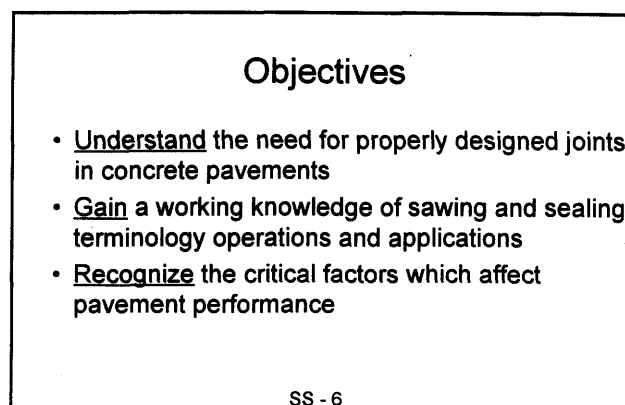 Objectives
• Understand the need for properly designed joints
in concrete pavements
• Gain a working knowledge of sawing and sealing
terminology operations and applications
• Recognize the critical factors which affect
pavement performance
SS - 6